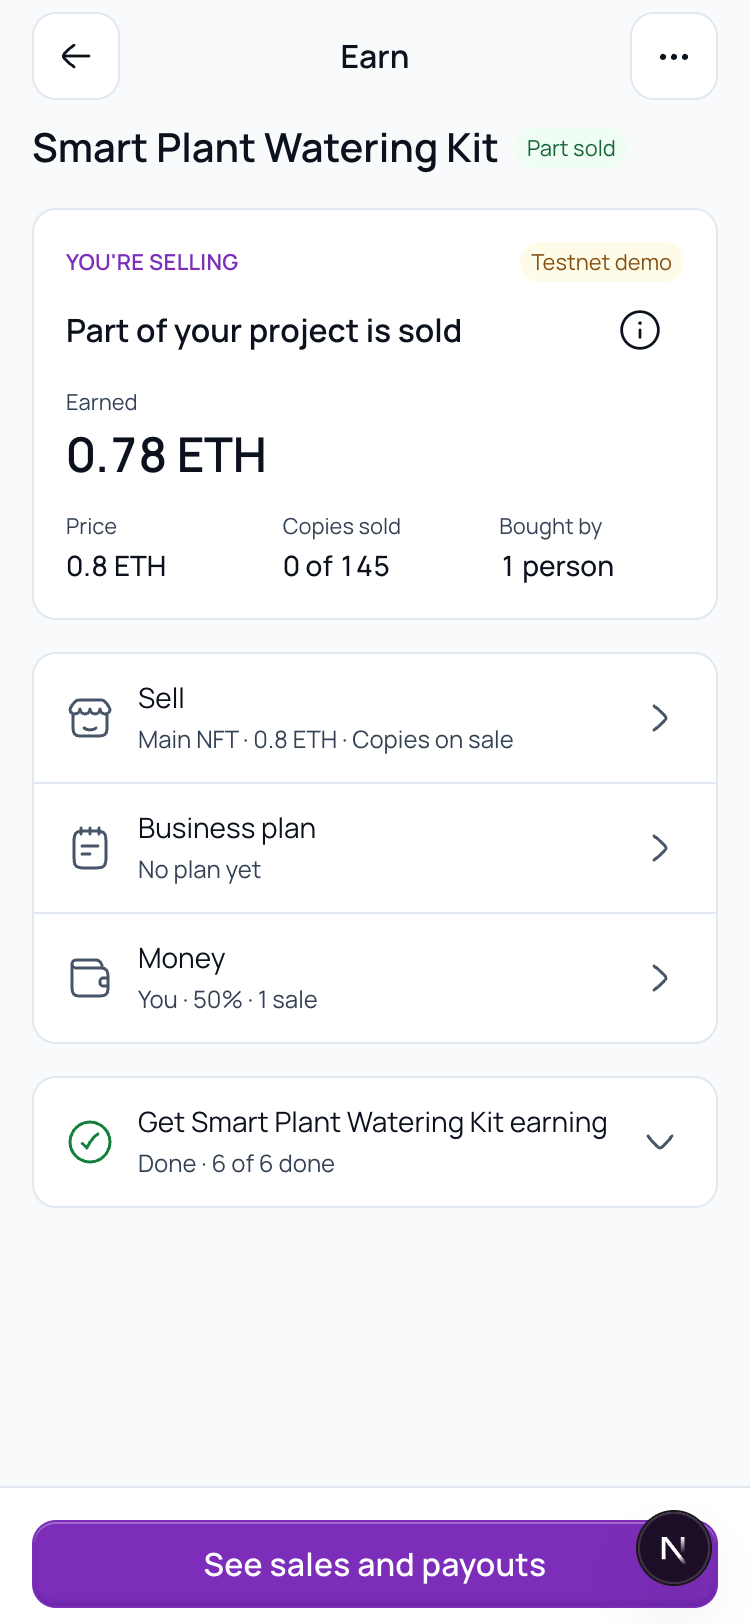 Earn
Smart Plant Watering Kit
Part sold
YOU'RE SELLING
Testnet demo
Part of your project is sold
Earned
0.78 ETH
Price
Copies sold
Bought by
0.8 ETH
0 of 145
1 person
Sell
Main NFT · 0.8 ETH · Copies on sale
Business plan
No plan yet
Money
You · 50% · 1 sale
Get Smart Plant Watering Kit earning
Done · 6 of 6 done
See sales and payouts
N